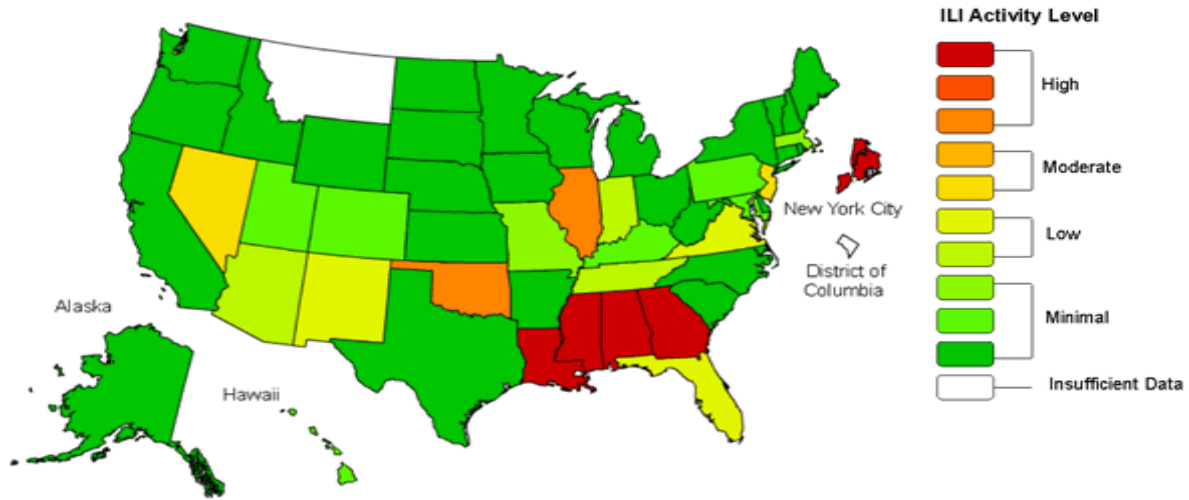 ILI Activity Level
High
Moderate
Low
Minimal
Insufficient Data
New York City
District of
Columbia
Alaska
Hawaii